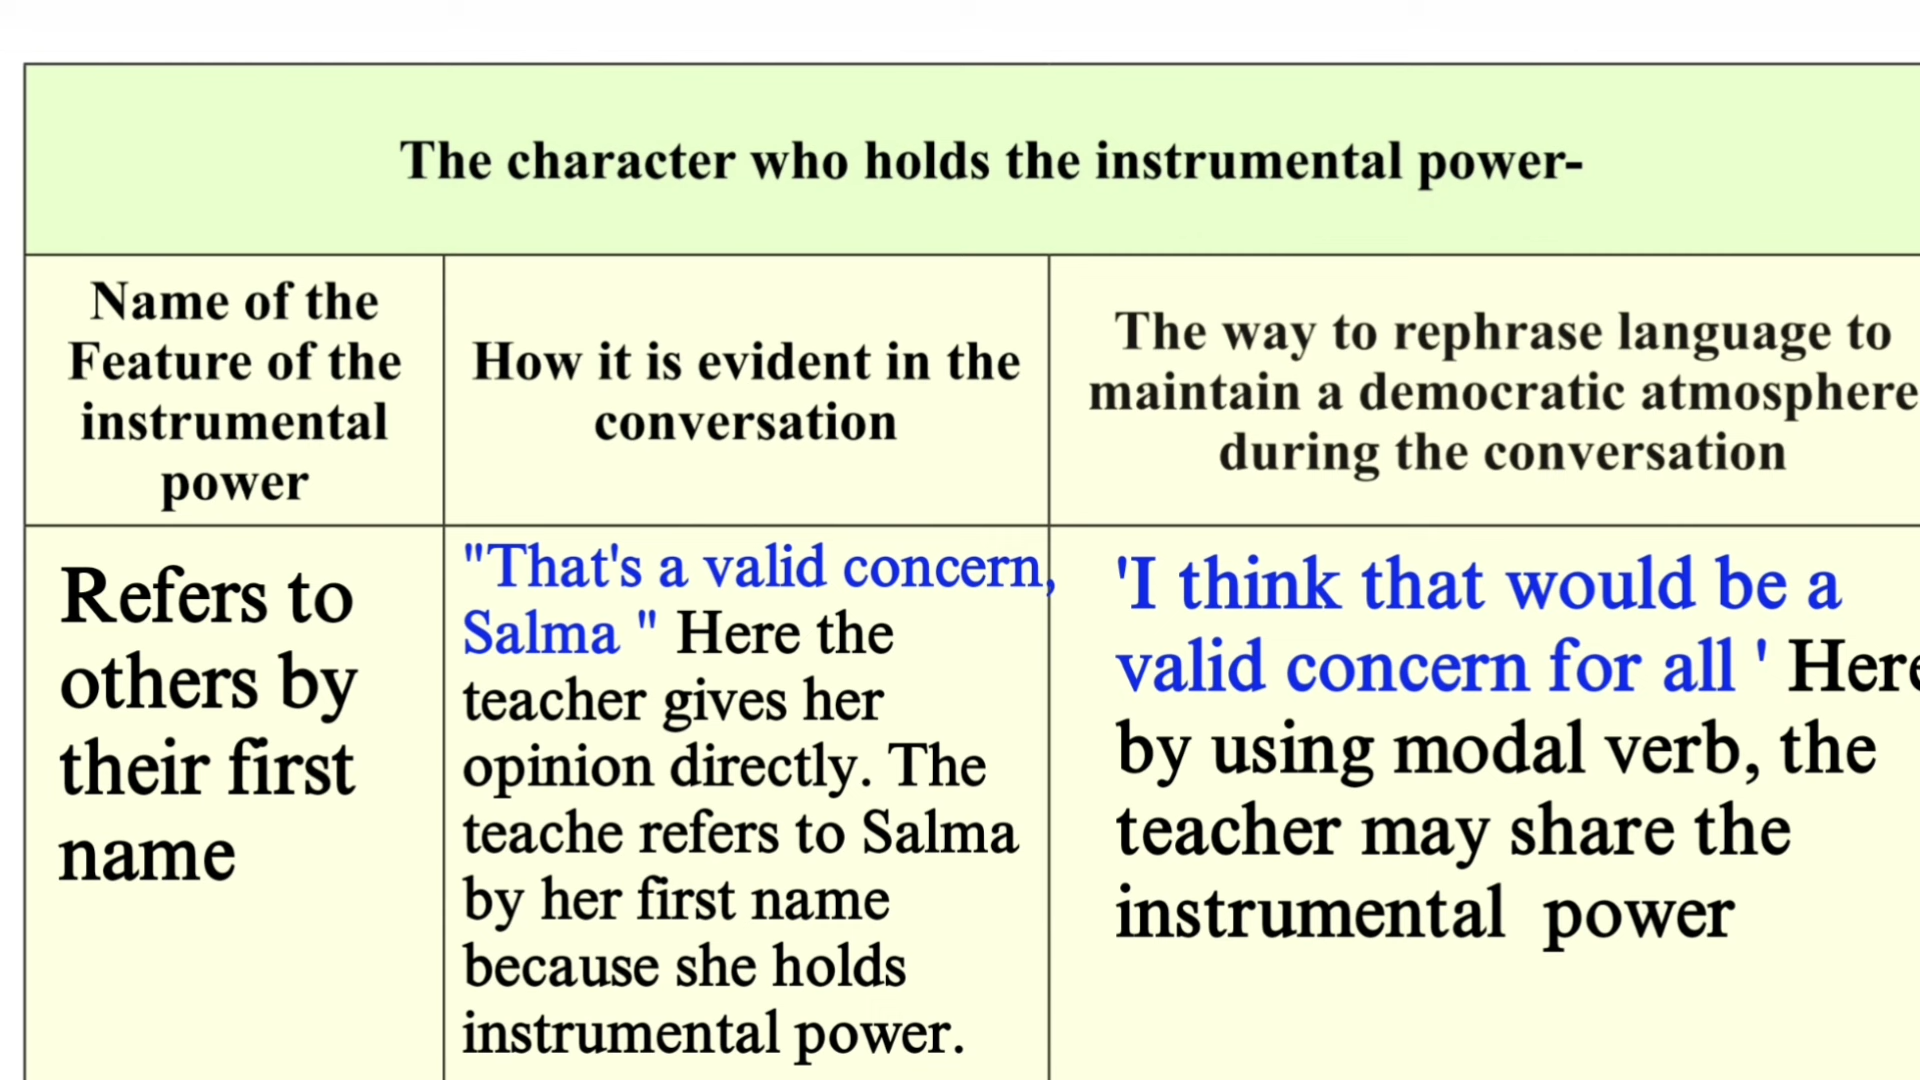 The character who holds the instrumental power-
Name of the
Feature of the
instrumental
power
How it is evident in the
conversation
The way to rephrase language to
maintain a democratic atmosphere
during the conversation
Refers to
others by
their first
name
"That's a valid concern,
Salma " Here the
teacher gives her
opinion directly. The
teache refers to Salma
by her first name
because she holds
instrumental power.
'I think that would be a
valid concern for all ' Here
by using modal verb, the
teacher may share the
instrumental power